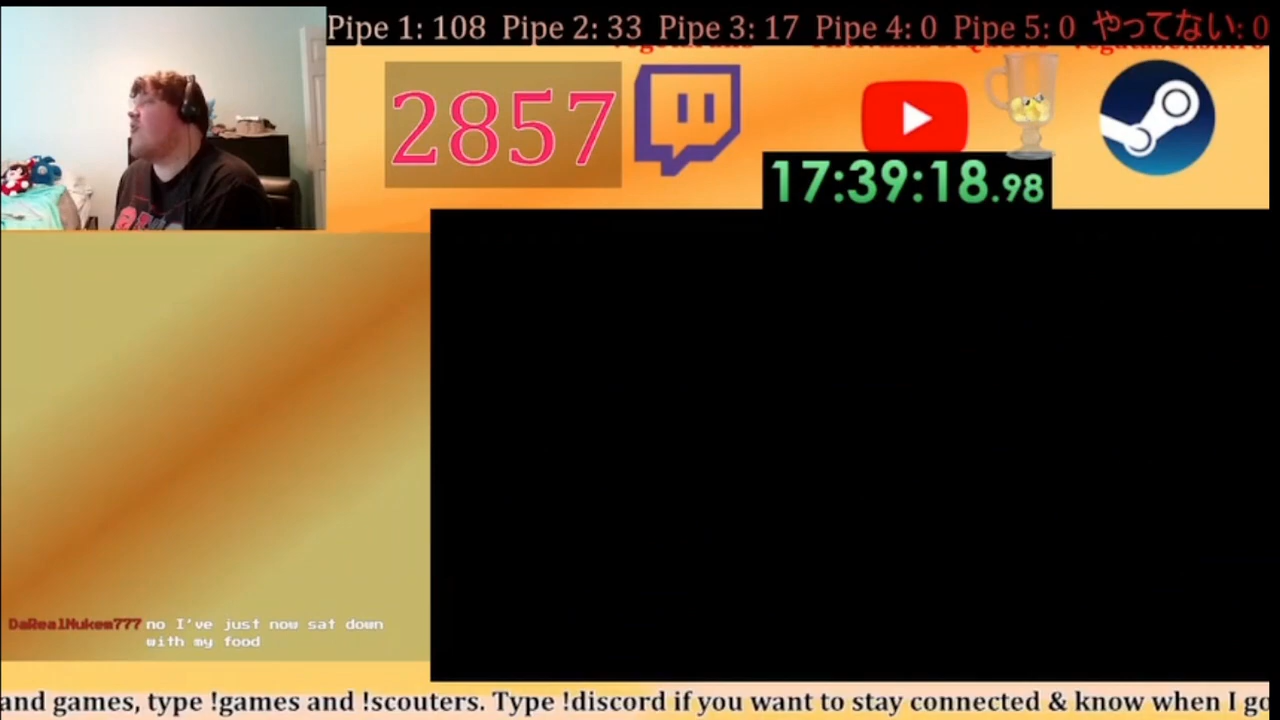 Pipe 1: 108 Pipe 2: 33 Pipe 3: 17 Pipe 4: 0 Pipe 5: 0 やってない: 0
2857
17:39:18.98
DaRealNukem777 no I've just now sat down
with my food
and games, type !games and !scouters. Type !discord if you want to stay connected & know when I go